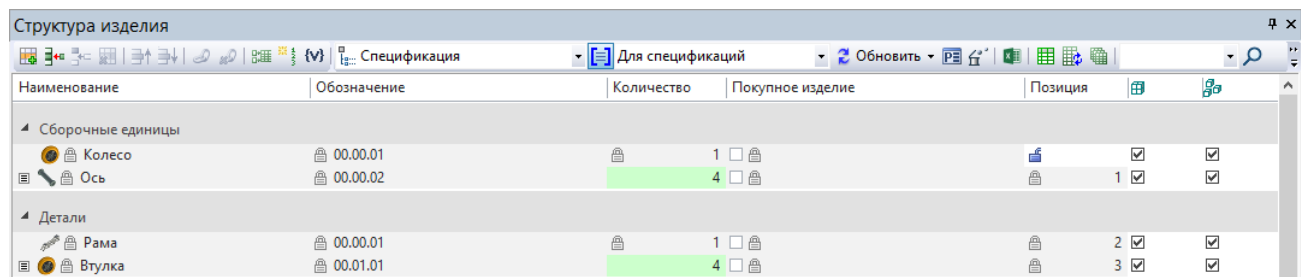 Структура изделия
{v} Спецификация [=] Для спецификаций Обновить PE
Наименование Обозначение Количество Покупное изделие Позиция
Сборочные единицы
Колесо 00.00.01 1
Ось 00.00.02 4 1
Детали
Рама 00.00.01 1 2
Втулка 00.01.01 4 3